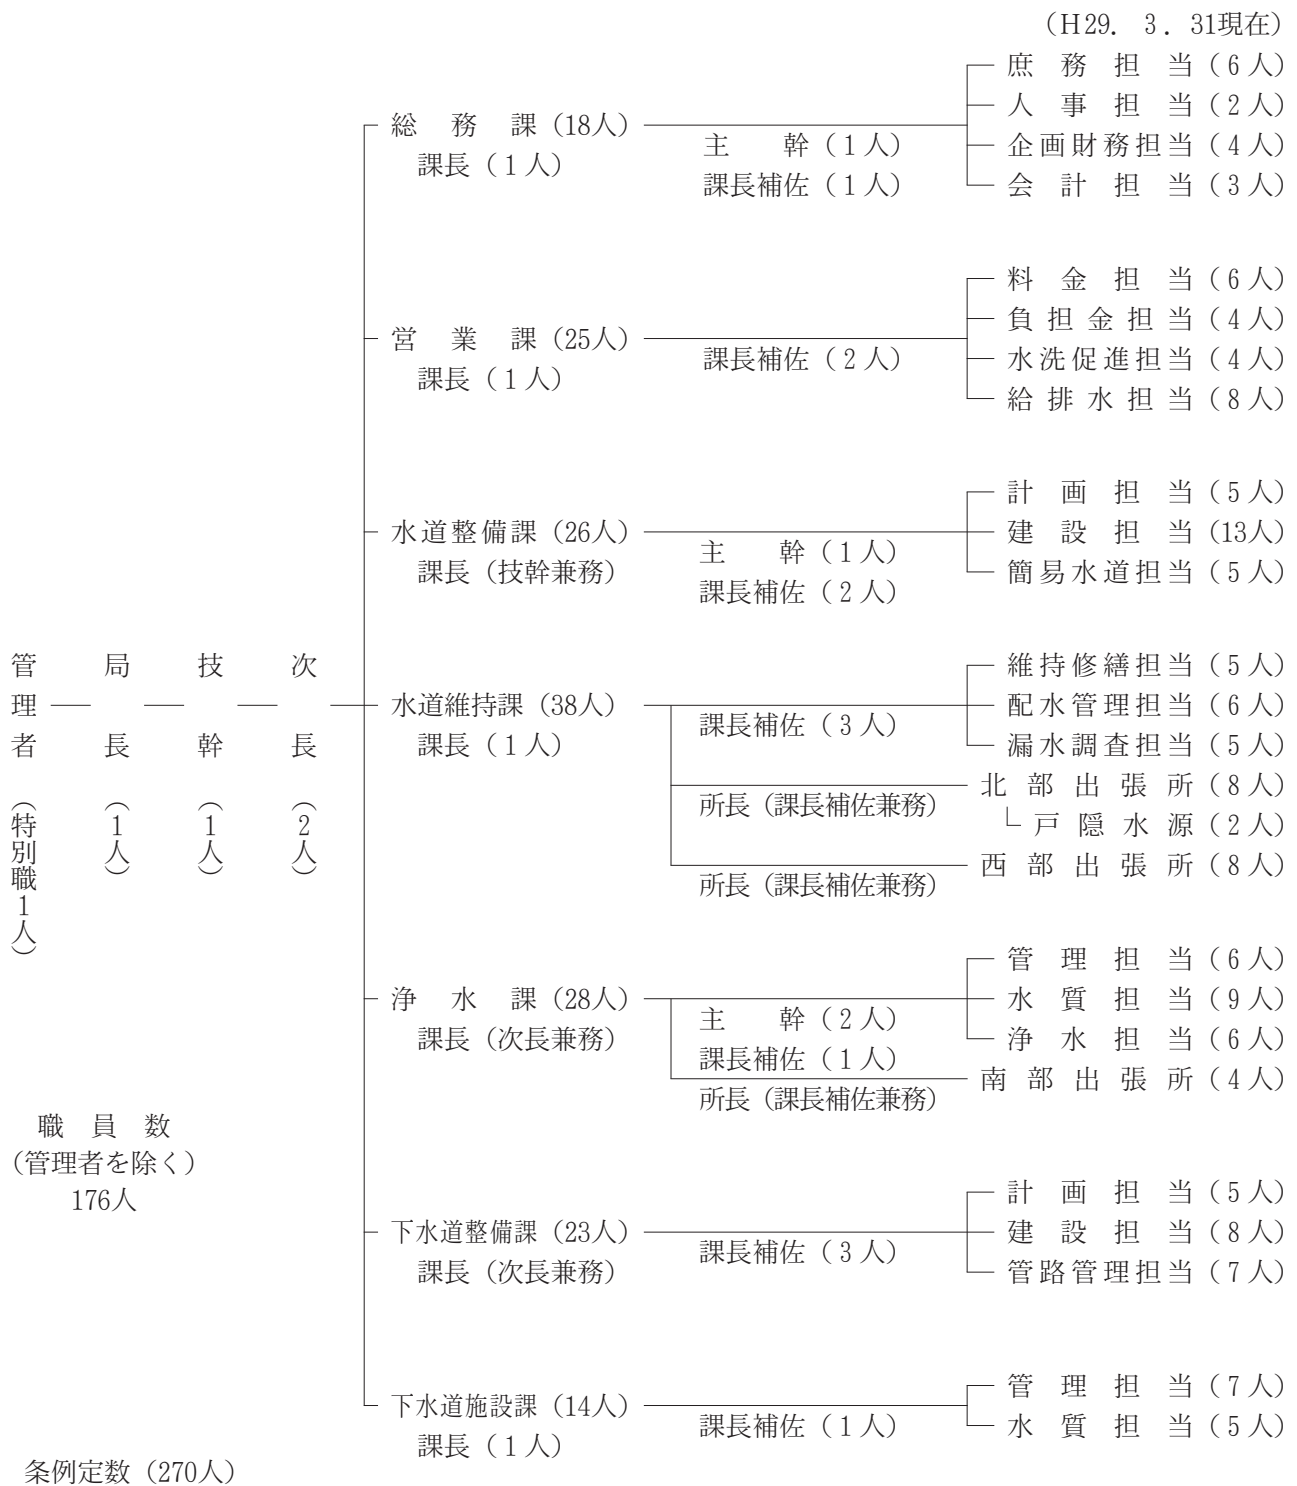 (H29. 3. 31現在)
管理者(特別職1人)
局長(1人)
技幹(1人)
次長(2人)
総務課(18人)
課長(1人)
主幹(1人)
課長補佐(1人)
庶務担当(6人)
人事担当(2人)
企画財務担当(4人)
会計担当(3人)
営業課(25人)
課長(1人)
課長補佐(2人)
料金担当(6人)
負担金担当(4人)
水洗促進担当(4人)
給排水担当(8人)
水道整備課(26人)
課長(技幹兼務)
主幹(1人)
課長補佐(2人)
計画担当(5人)
建設担当(13人)
簡易水道担当(5人)
水道維持課(38人)
課長(1人)
課長補佐(3人)
維持修繕担当(5人)
配水管理担当(6人)
漏水調査担当(5人)
所長(課長補佐兼務)
北部出張所(8人)
戸隠水源(2人)
所長(課長補佐兼務)
西部出張所(8人)
浄水課(28人)
課長(次長兼務)
主幹(2人)
課長補佐(1人)
管理担当(6人)
水質担当(9人)
浄水担当(6人)
所長(課長補佐兼務)
南部出張所(4人)
下水道整備課(23人)
課長(次長兼務)
課長補佐(3人)
計画担当(5人)
建設担当(8人)
管路管理担当(7人)
下水道施設課(14人)
課長(1人)
課長補佐(1人)
管理担当(7人)
水質担当(5人)
職員数
(管理者を除く)
176人
条例定数(270人)